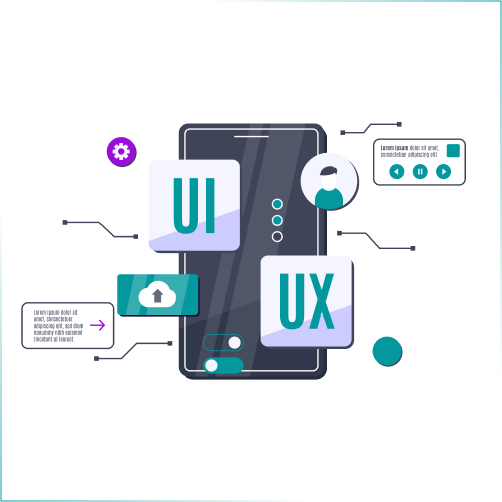 Lorem ipsum dolor sit amet,
consectetuer adipiscing elit
UI
UX
Lorem ipsum dolor sit
amet, consectetuer
adipiscing elit, sed diam
nonummy nibh euismod
tincidunt ut laoreet